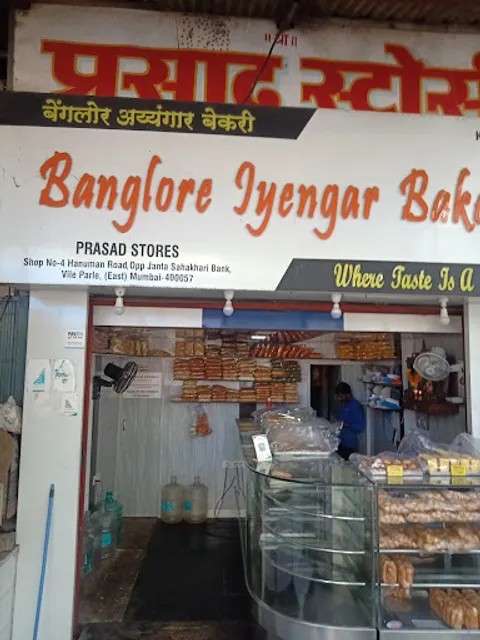 ॥ श्री ॥
प्रसाद स्टोर्स
बेंगलोर अय्यंगार बेकरी
Banglore Iyengar Bak
PRASAD STORES
Shop No-4 Hanuman Road, Opp Janta Sahakhari Bank,
Vile Parle, (East) Mumbai-400057
Where Taste Is A